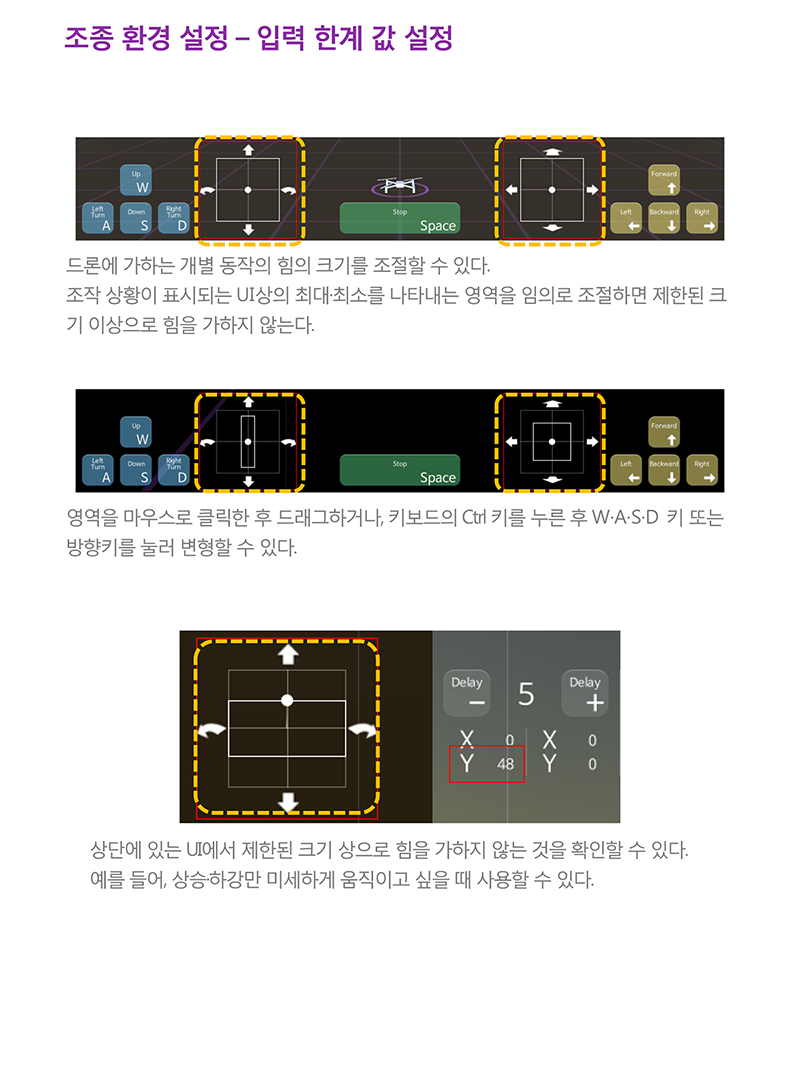 조종 환경 설정 – 입력 한계 값 설정
Up
W
Left Turn
A
Down
S
Right Turn
D
Stop
Space
Forward
Left
Backward
Right
드론에 가하는 개별 동작의 힘의 크기를 조절할 수 있다.
조작 상황이 표시되는 UI상의 최대·최소를 나타내는 영역을 임의로 조절하면 제한된 크
기 이상으로 힘을 가하지 않는다.
Up
W
Left Turn
A
Down
S
Right Turn
D
Stop
Space
Forward
Left
Backward
Right
영역을 마우스로 클릭한 후 드래그하거나, 키보드의 Ctrl 키를 누른 후 W·A·S·D 키 또는
방향키를 눌러 변형할 수 있다.
Delay
–
5
Delay
+
X 0 X 0
Y 48 Y 0
상단에 있는 UI에서 제한된 크기 상으로 힘을 가하지 않는 것을 확인할 수 있다.
예를 들어, 상승·하강만 미세하게 움직이고 싶을 때 사용할 수 있다.